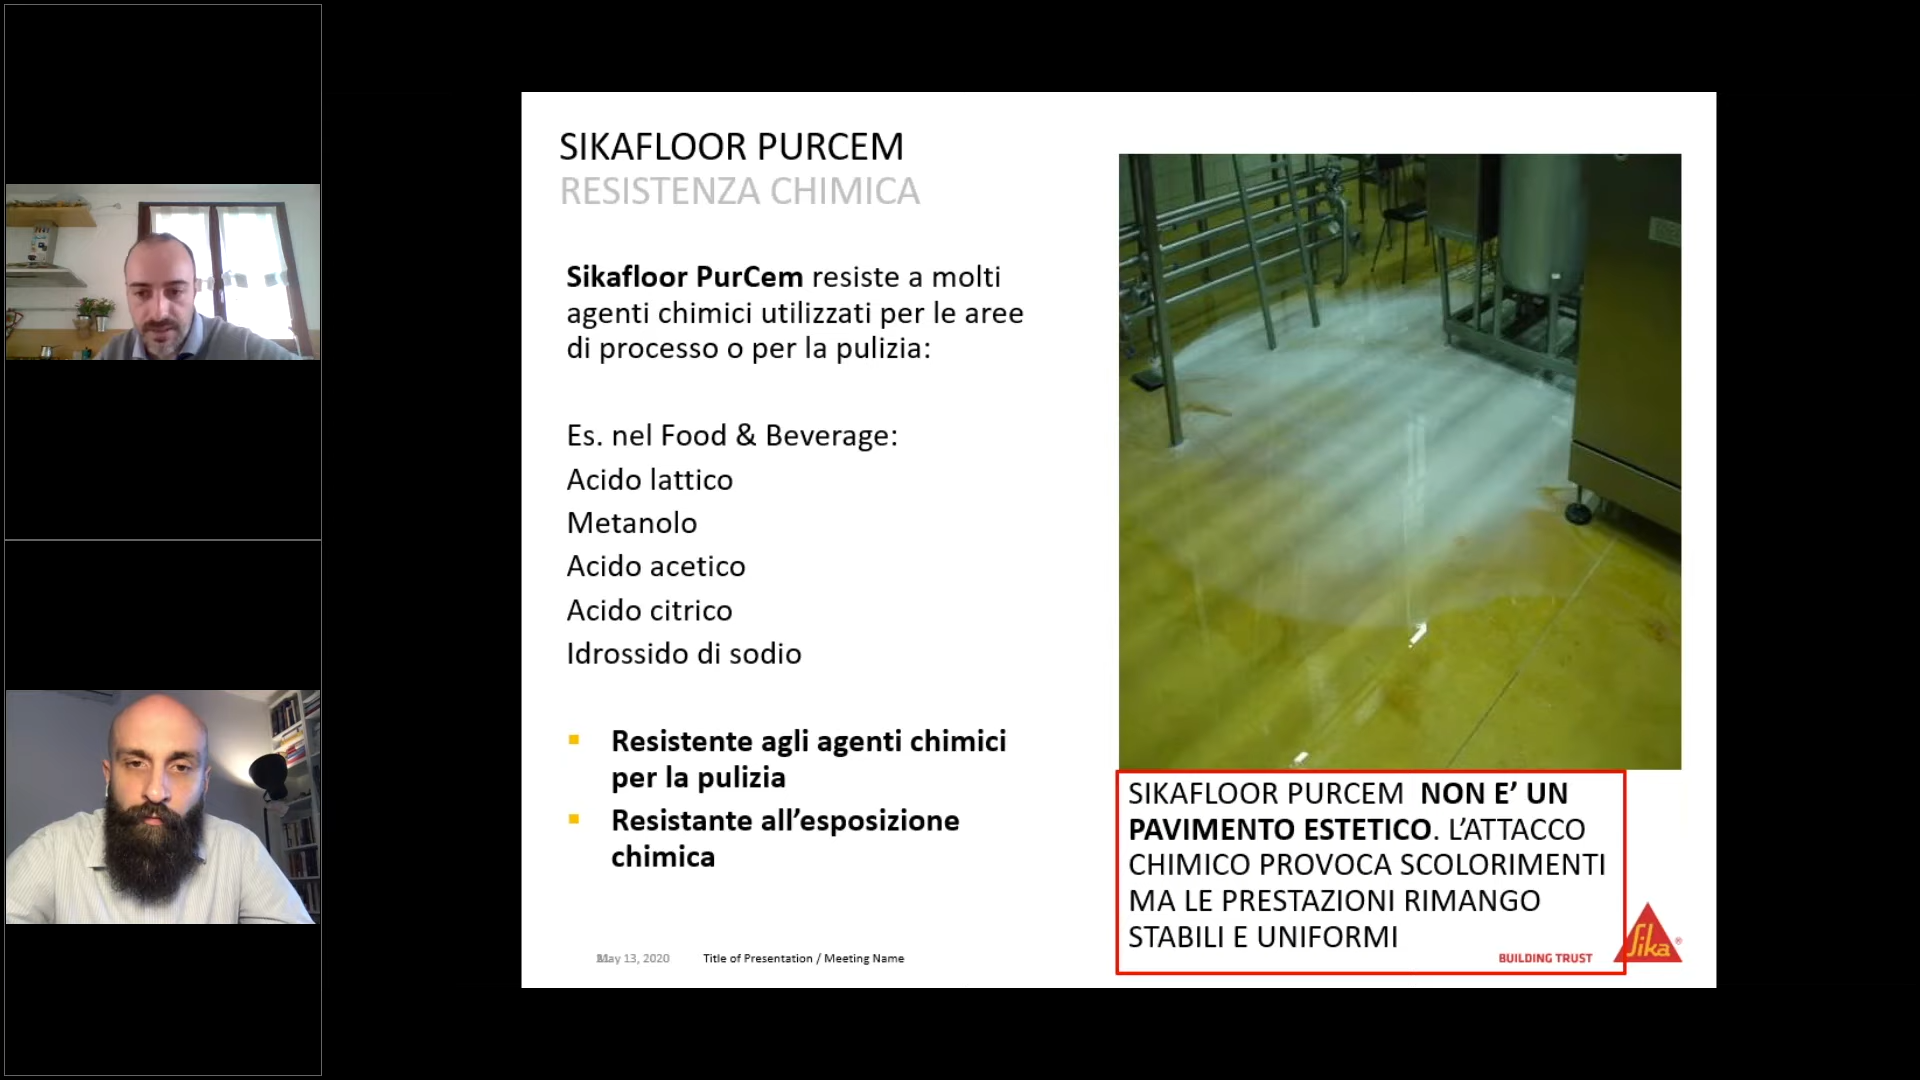 SIKAFLOOR PURCEM
RESISTENZA CHIMICA
Sikafloor PurCem resiste a molti
agenti chimici utilizzati per le aree
di processo o per la pulizia:
Es. nel Food & Beverage:
Acido lattico
Metanolo
Acido acetico
Acido citrico
Idrossido di sodio
Resistente agli agenti chimici
per la pulizia
Resistante all’esposizione
chimica
SIKAFLOOR PURCEM NON E’ UN
PAVIMENTO ESTETICO. L’ATTACCO
CHIMICO PROVOCA SCOLORIMENTI
MA LE PRESTAZIONI RIMANGO
STABILI E UNIFORMI
May 13, 2020
Title of Presentation / Meeting Name
BUILDING TRUST
Sika®